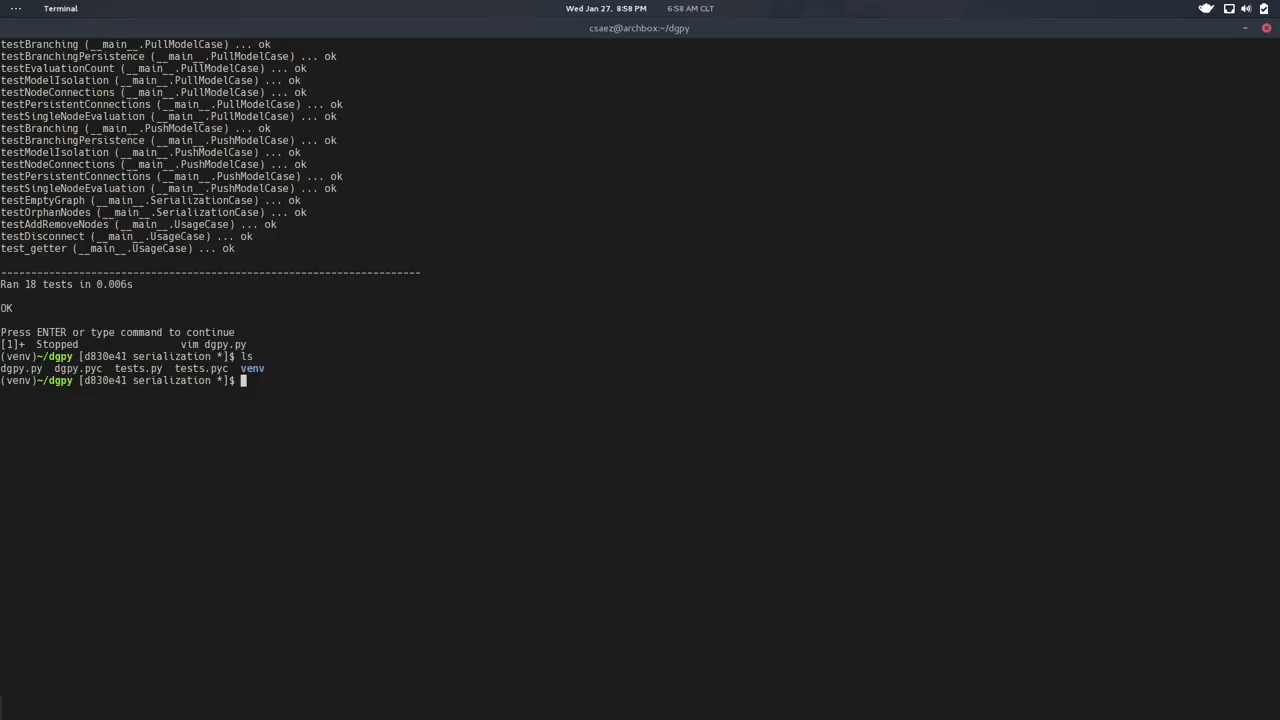 ... Terminal Wed Jan 27, 8:58 PM 6:58 AM CLT
csaez@archbox:~/dgpy
testBranching (__main__.PullModelCase) ... ok
testBranchingPersistence (__main__.PullModelCase) ... ok
testEvaluationCount (__main__.PullModelCase) ... ok
testModelIsolation (__main__.PullModelCase) ... ok
testNodeConnections (__main__.PullModelCase) ... ok
testPersistentConnections (__main__.PullModelCase) ... ok
testSingleNodeEvaluation (__main__.PullModelCase) ... ok
testBranching (__main__.PushModelCase) ... ok
testBranchingPersistence (__main__.PushModelCase) ... ok
testModelIsolation (__main__.PushModelCase) ... ok
testNodeConnections (__main__.PushModelCase) ... ok
testPersistentConnections (__main__.PushModelCase) ... ok
testSingleNodeEvaluation (__main__.PushModelCase) ... ok
testEmptyGraph (__main__.SerializationCase) ... ok
testOrphanNodes (__main__.SerializationCase) ... ok
testAddRemoveNodes (__main__.UsageCase) ... ok
testDisconnect (__main__.UsageCase) ... ok
test_getter (__main__.UsageCase) ... ok
----------------------------------------------------------------------
Ran 18 tests in 0.006s
OK
Press ENTER or type command to continue
[1]+  Stopped                 vim dgpy.py
(venv)~/dgpy [d830e41 serialization *]$ ls
dgpy.py  dgpy.pyc  tests.py  tests.pyc  venv
(venv)~/dgpy [d830e41 serialization *]$